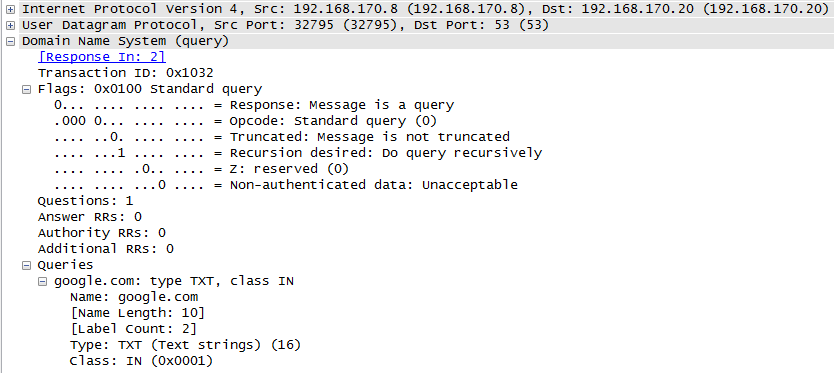 Internet Protocol Version 4, Src: 192.168.170.8 (192.168.170.8), Dst: 192.168.170.20 (192.168.170.20)
User Datagram Protocol, Src Port: 32795 (32795), Dst Port: 53 (53)
Domain Name System (query)
[Response In: 2]
Transaction ID: 0x1032
Flags: 0x0100 Standard query
0... .... .... .... = Response: Message is a query
.000 0... .... .... = Opcode: Standard query (0)
.... ..0. .... .... = Truncated: Message is not truncated
.... ...1 .... .... = Recursion desired: Do query recursively
.... .... .0.. .... = Z: reserved (0)
.... .... ...0 .... = Non-authenticated data: Unacceptable
Questions: 1
Answer RRs: 0
Authority RRs: 0
Additional RRs: 0
Queries
google.com: type TXT, class IN
Name: google.com
[Name Length: 10]
[Label Count: 2]
Type: TXT (Text strings) (16)
Class: IN (0x0001)